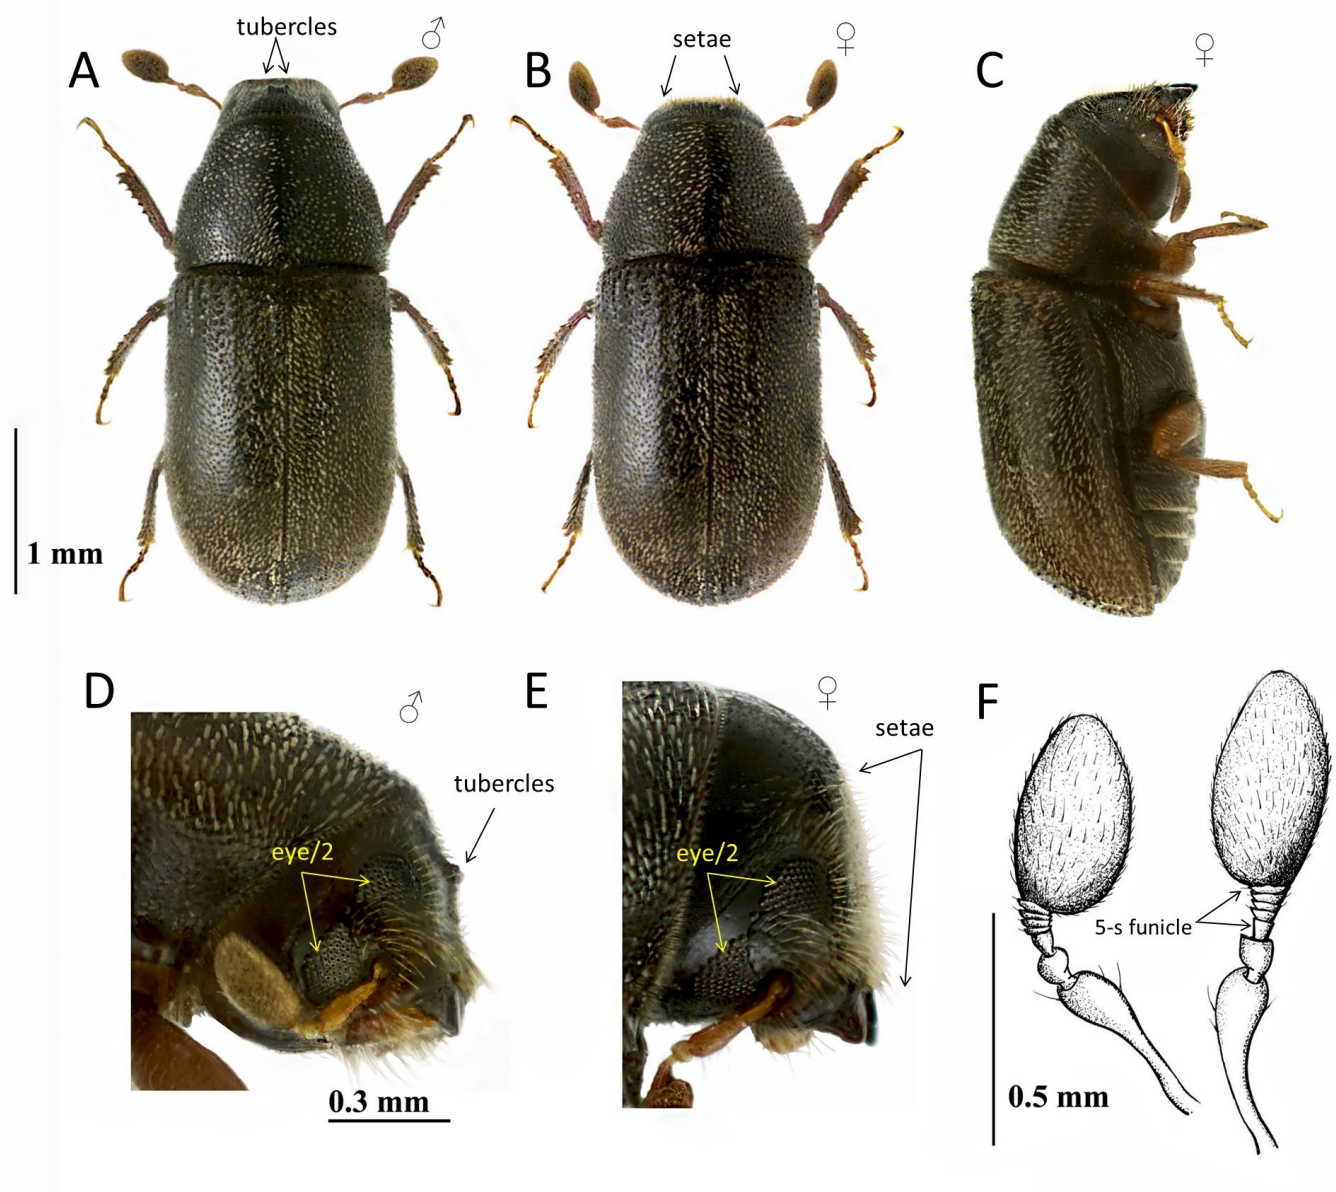 A
tubercles
♂
B
setae
♀
C
♀
1 mm
D
♂
tubercles
eye/2
0.3 mm
E
♀
setae
eye/2
F
5-s funicle
0.5 mm